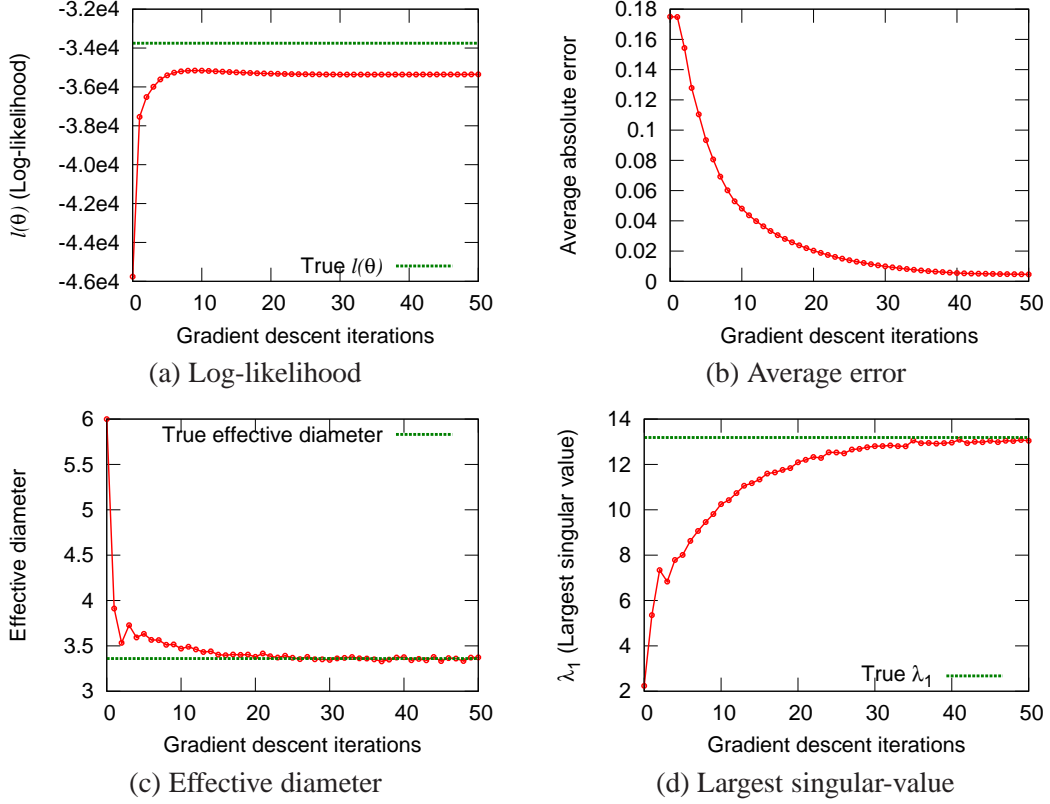 -3.2e4
-3.4e4
-3.6e4
-3.8e4
-4.0e4
-4.2e4
-4.4e4
-4.6e4
l(θ) (Log-likelihood)
True l(θ)
0 10 20 30 40 50
Gradient descent iterations
(a) Log-likelihood
0.18
0.16
0.14
0.12
0.1
0.08
0.06
0.04
0.02
0
Average absolute error
0 10 20 30 40 50
Gradient descent iterations
(b) Average error
6
5.5
5
4.5
4
3.5
3
Effective diameter
True effective diameter
0 10 20 30 40 50
Gradient descent iterations
(c) Effective diameter
14
12
10
8
6
4
2
λ1 (Largest singular value)
True λ1
0 10 20 30 40 50
Gradient descent iterations
(d) Largest singular-value